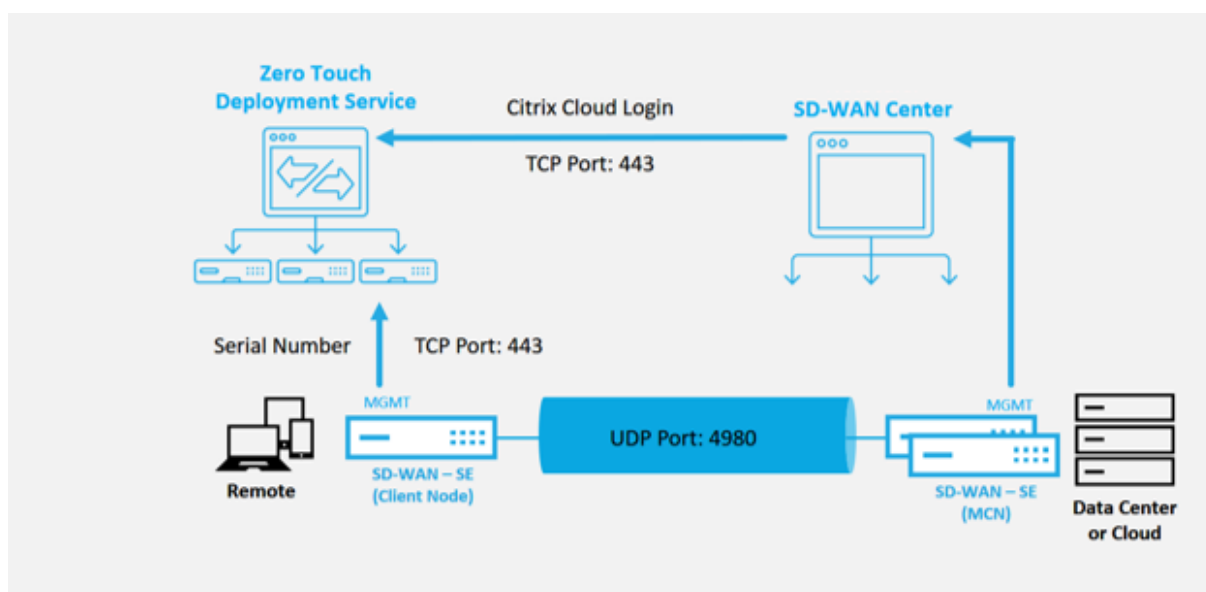 Zero Touch
Deployment Service
Citrix Cloud Login
SD-WAN Center
TCP Port: 443
Serial Number
TCP Port: 443
MGMT
MGMT
UDP Port: 4980
Remote
SD-WAN – SE
(Client Node)
SD-WAN – SE
(MCN)
Data Center
or Cloud